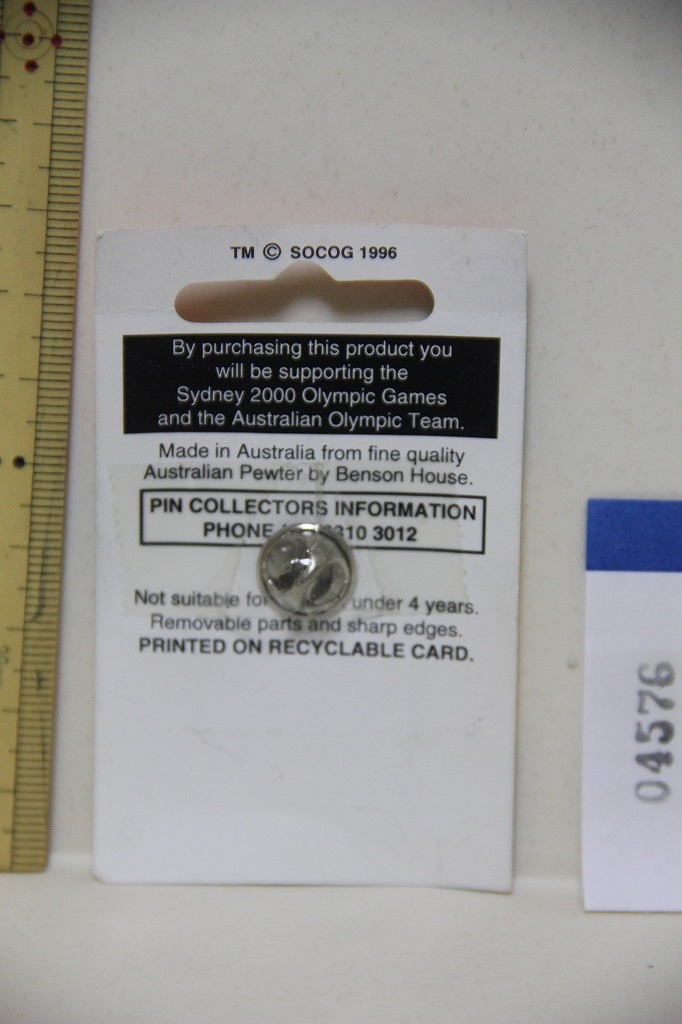 TM © SOCOG 1996
By purchasing this product you
will be supporting the
Sydney 2000 Olympic Games
and the Australian Olympic Team.
Made in Australia from fine quality
Australian Pewter by Benson House.
PIN COLLECTORS INFORMATION
PHONE 310 3012
Not suitable for under 4 years.
Removable parts and sharp edges.
PRINTED ON RECYCLABLE CARD.
04576